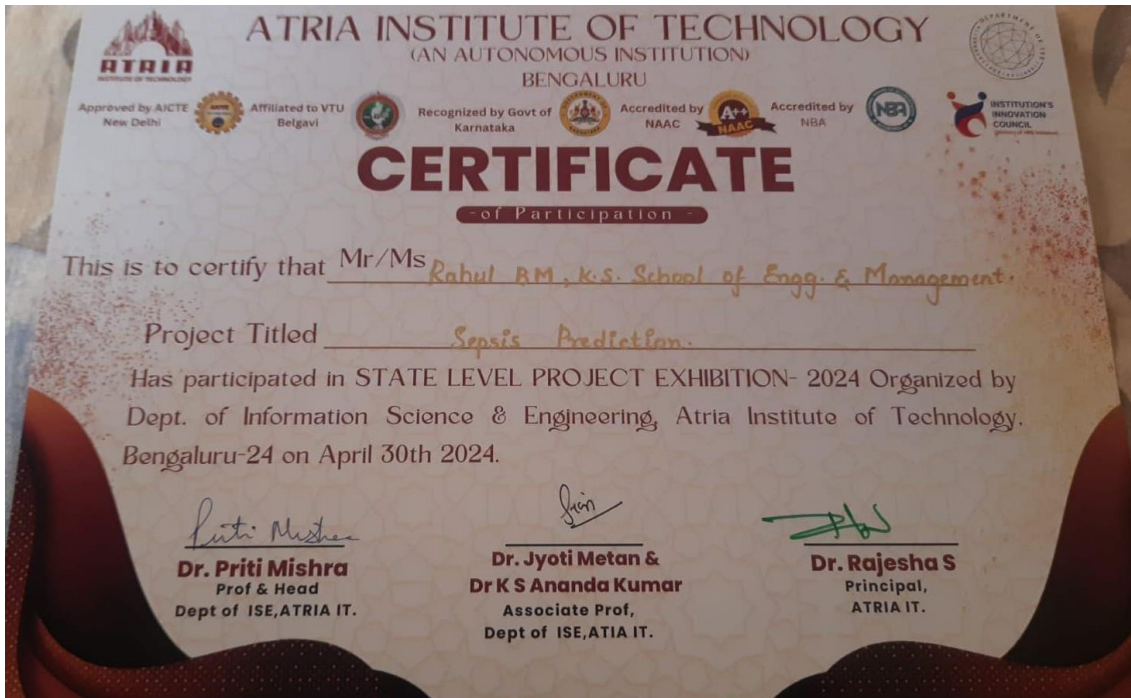 ATRIA INSTITUTE OF TECHNOLOGY
(AN AUTONOMOUS INSTITUTION)
BENGALURU
ATRIA
INSTITUTE OF TECHNOLOGY
Approved by AICTE
New Delhi
Affiliated to VTU
Belgavi
Recognized by Govt of
Karnataka
Accredited by
NAAC
A++
NAAC
Accredited by
NBA
NBA
INSTITUTION'S
INNOVATION
COUNCIL
CERTIFICATE
- of Participation -
This is to certify that Mr/Ms Rahul BM, K.S. School of Engg. & Management.
Project Titled Sepsis Prediction.
Has participated in STATE LEVEL PROJECT EXHIBITION- 2024 Organized by
Dept. of Information Science & Engineering, Atria Institute of Technology.
Bengaluru-24 on April 30th 2024.
Priti Mishra
Dr. Priti Mishra
Prof & Head
Dept of ISE,ATRIA IT.
Dr. Jyoti Metan &
Dr K S Ananda Kumar
Associate Prof,
Dept of ISE,ATIA IT.
Dr. Rajesha S
Principal,
ATRIA IT.